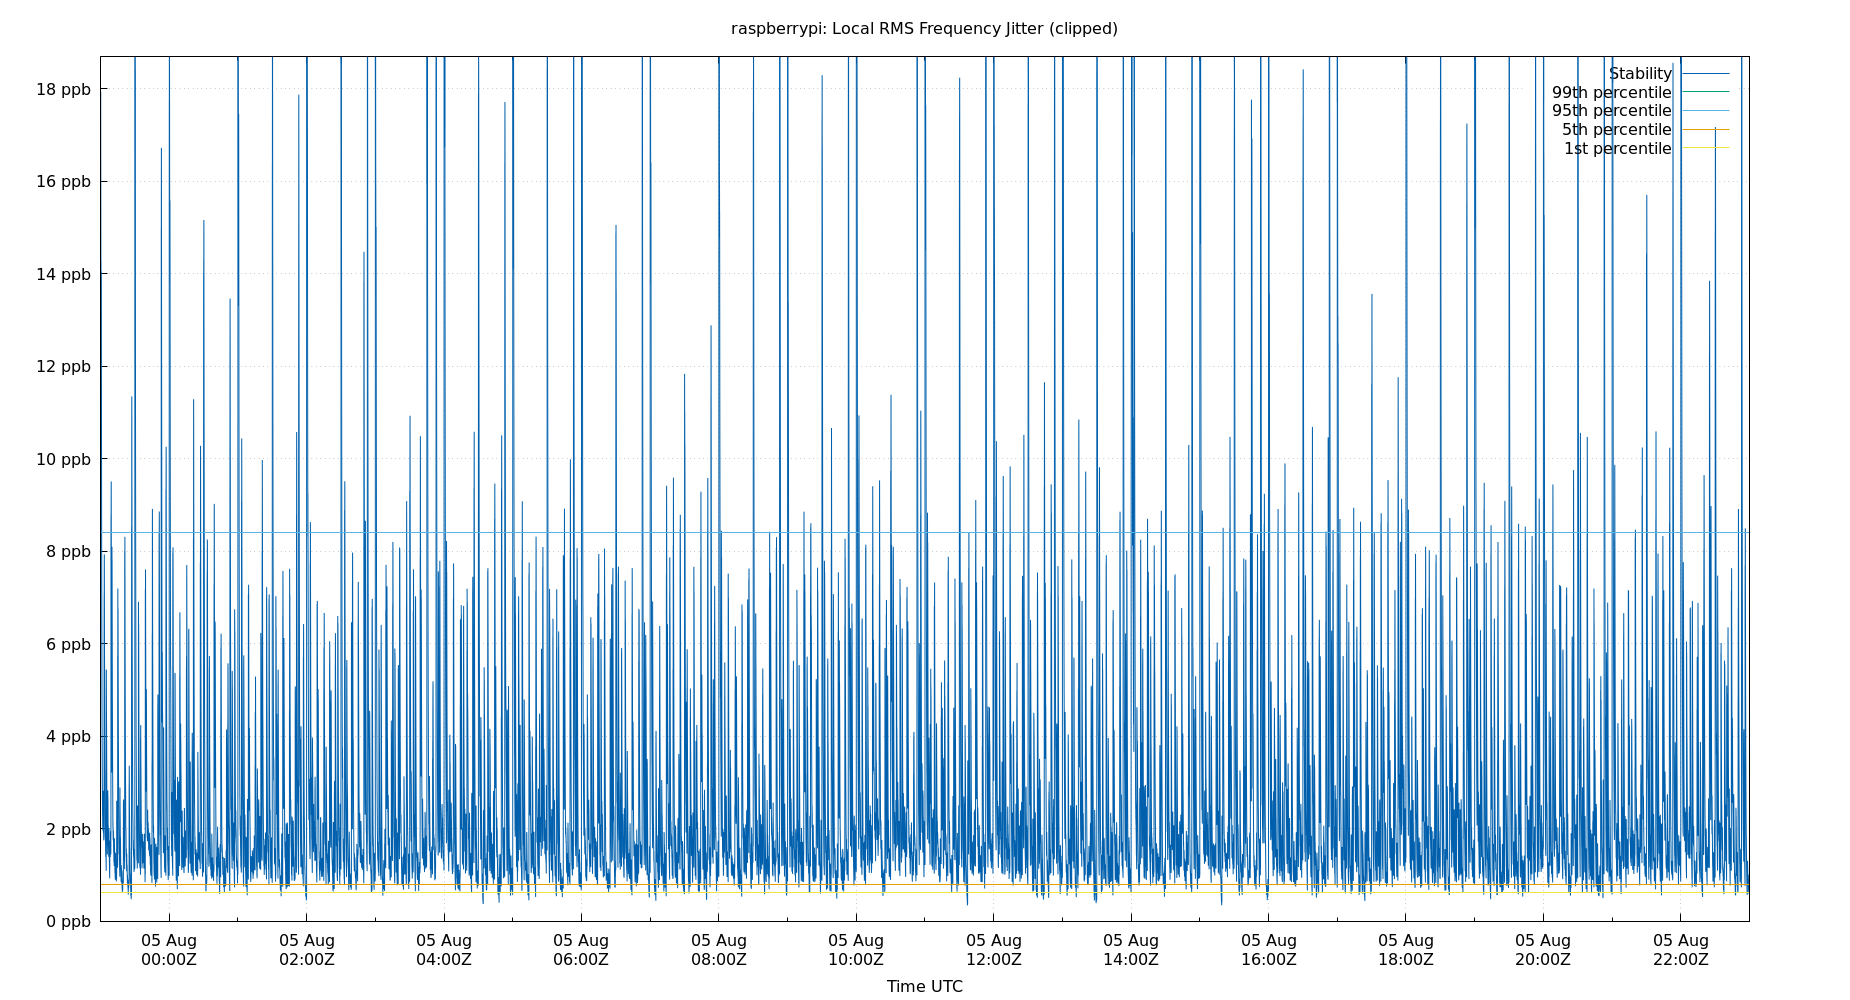 raspberrypi: Local RMS Frequency Jitter (clipped)
Stability
99th percentile
95th percentile
5th percentile
1st percentile
18 ppb
16 ppb
14 ppb
12 ppb
10 ppb
8 ppb
6 ppb
4 ppb
2 ppb
0 ppb
05 Aug 05 Aug 05 Aug 05 Aug 05 Aug 05 Aug 05 Aug 05 Aug 05 Aug 05 Aug 05 Aug 05 Aug
00:00Z 02:00Z 04:00Z 06:00Z 08:00Z 10:00Z 12:00Z 14:00Z 16:00Z 18:00Z 20:00Z 22:00Z
Time UTC